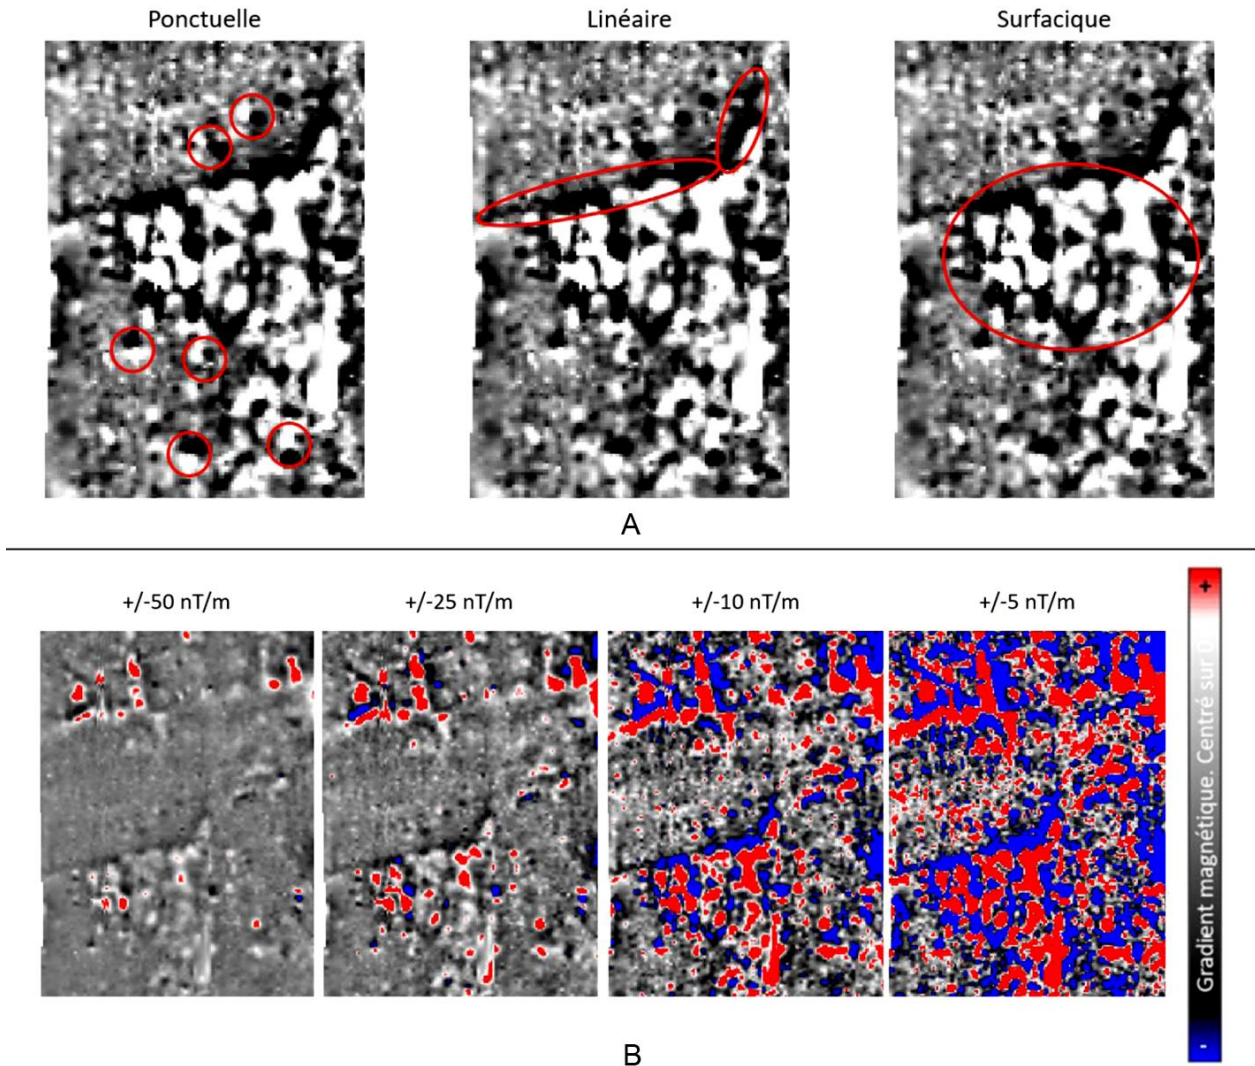 Ponctuelle
Linéaire
Surfacique
A
+/-50 nT/m
+/-25 nT/m
+/-10 nT/m
+/-5 nT/m
+
Gradient magnétique. Centré sur 0
-
B